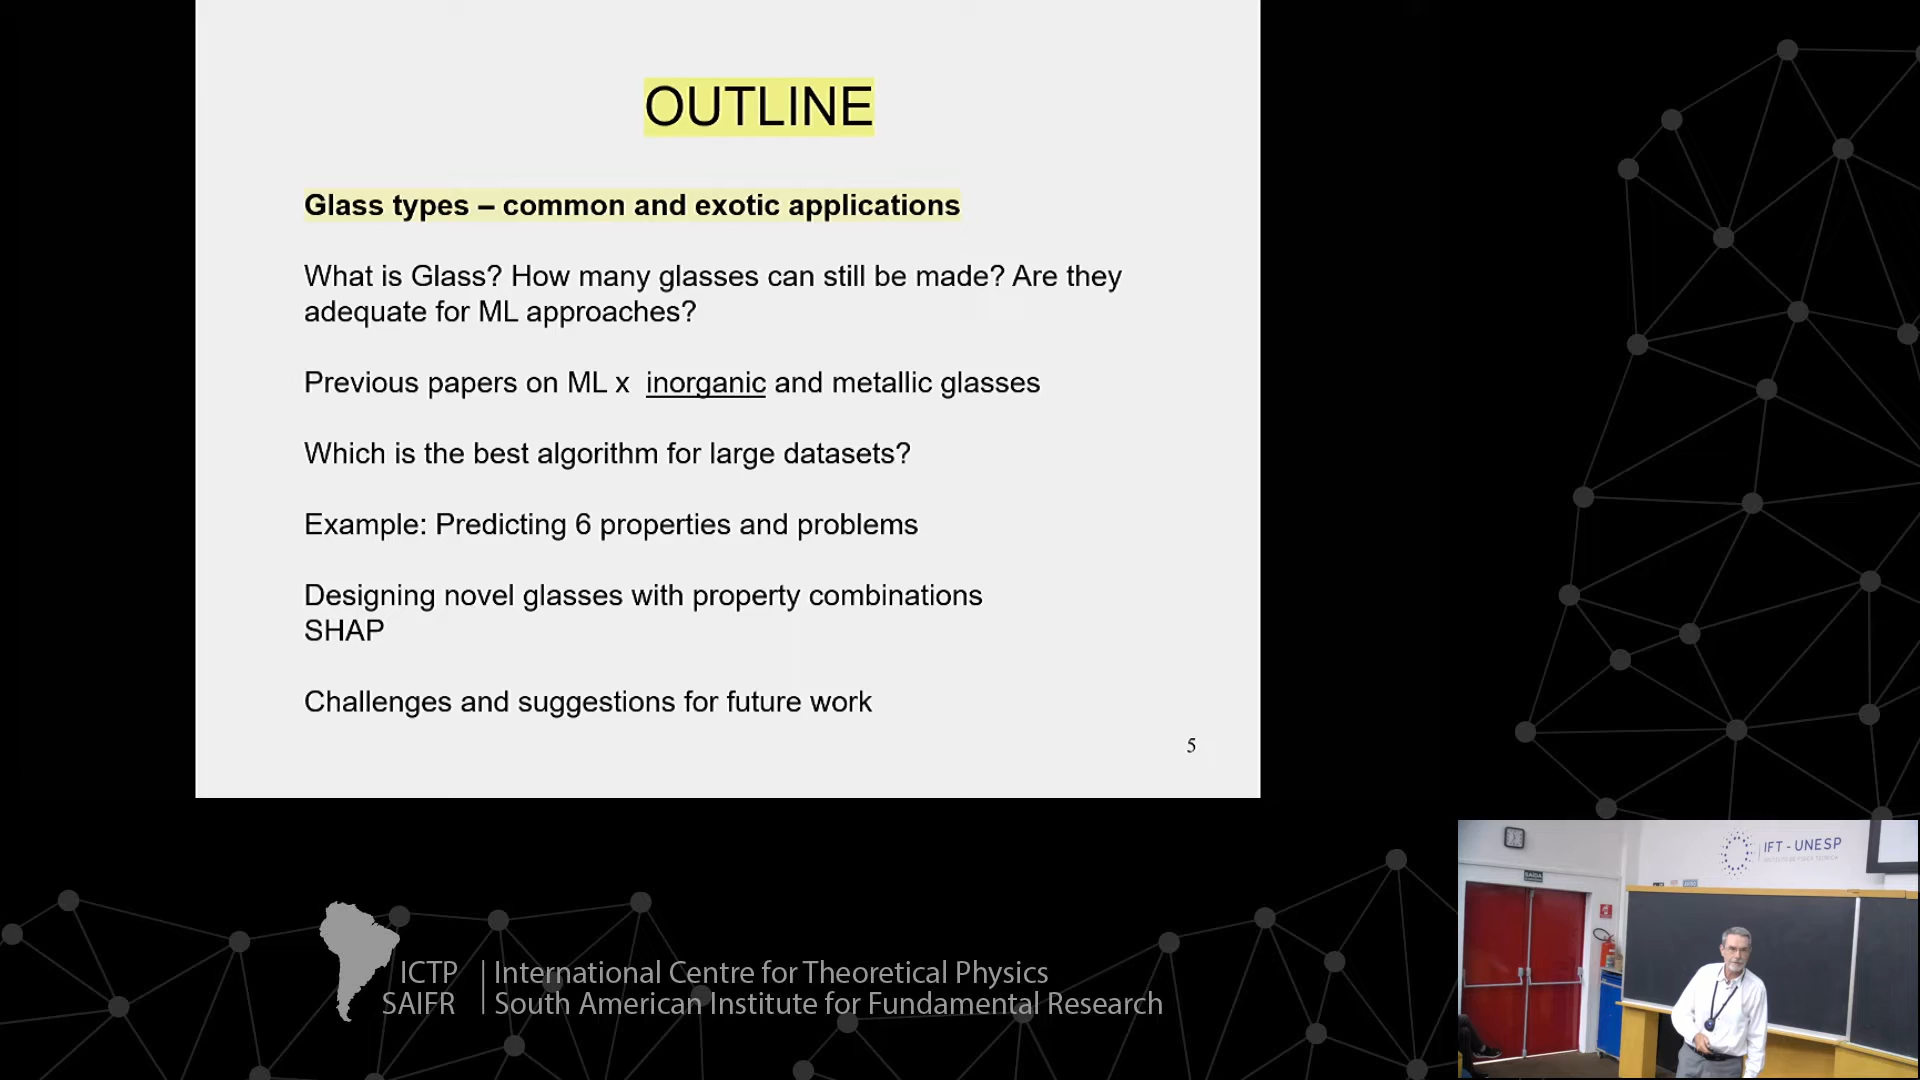 OUTLINE
Glass types – common and exotic applications
What is Glass? How many glasses can still be made? Are they
adequate for ML approaches?
Previous papers on ML x inorganic and metallic glasses
Which is the best algorithm for large datasets?
Example: Predicting 6 properties and problems
Designing novel glasses with property combinations
SHAP
Challenges and suggestions for future work
5
IFT - UNESP
SAÍDA
ICTP
SAIFR
International Centre for Theoretical Physics
South American Institute for Fundamental Research